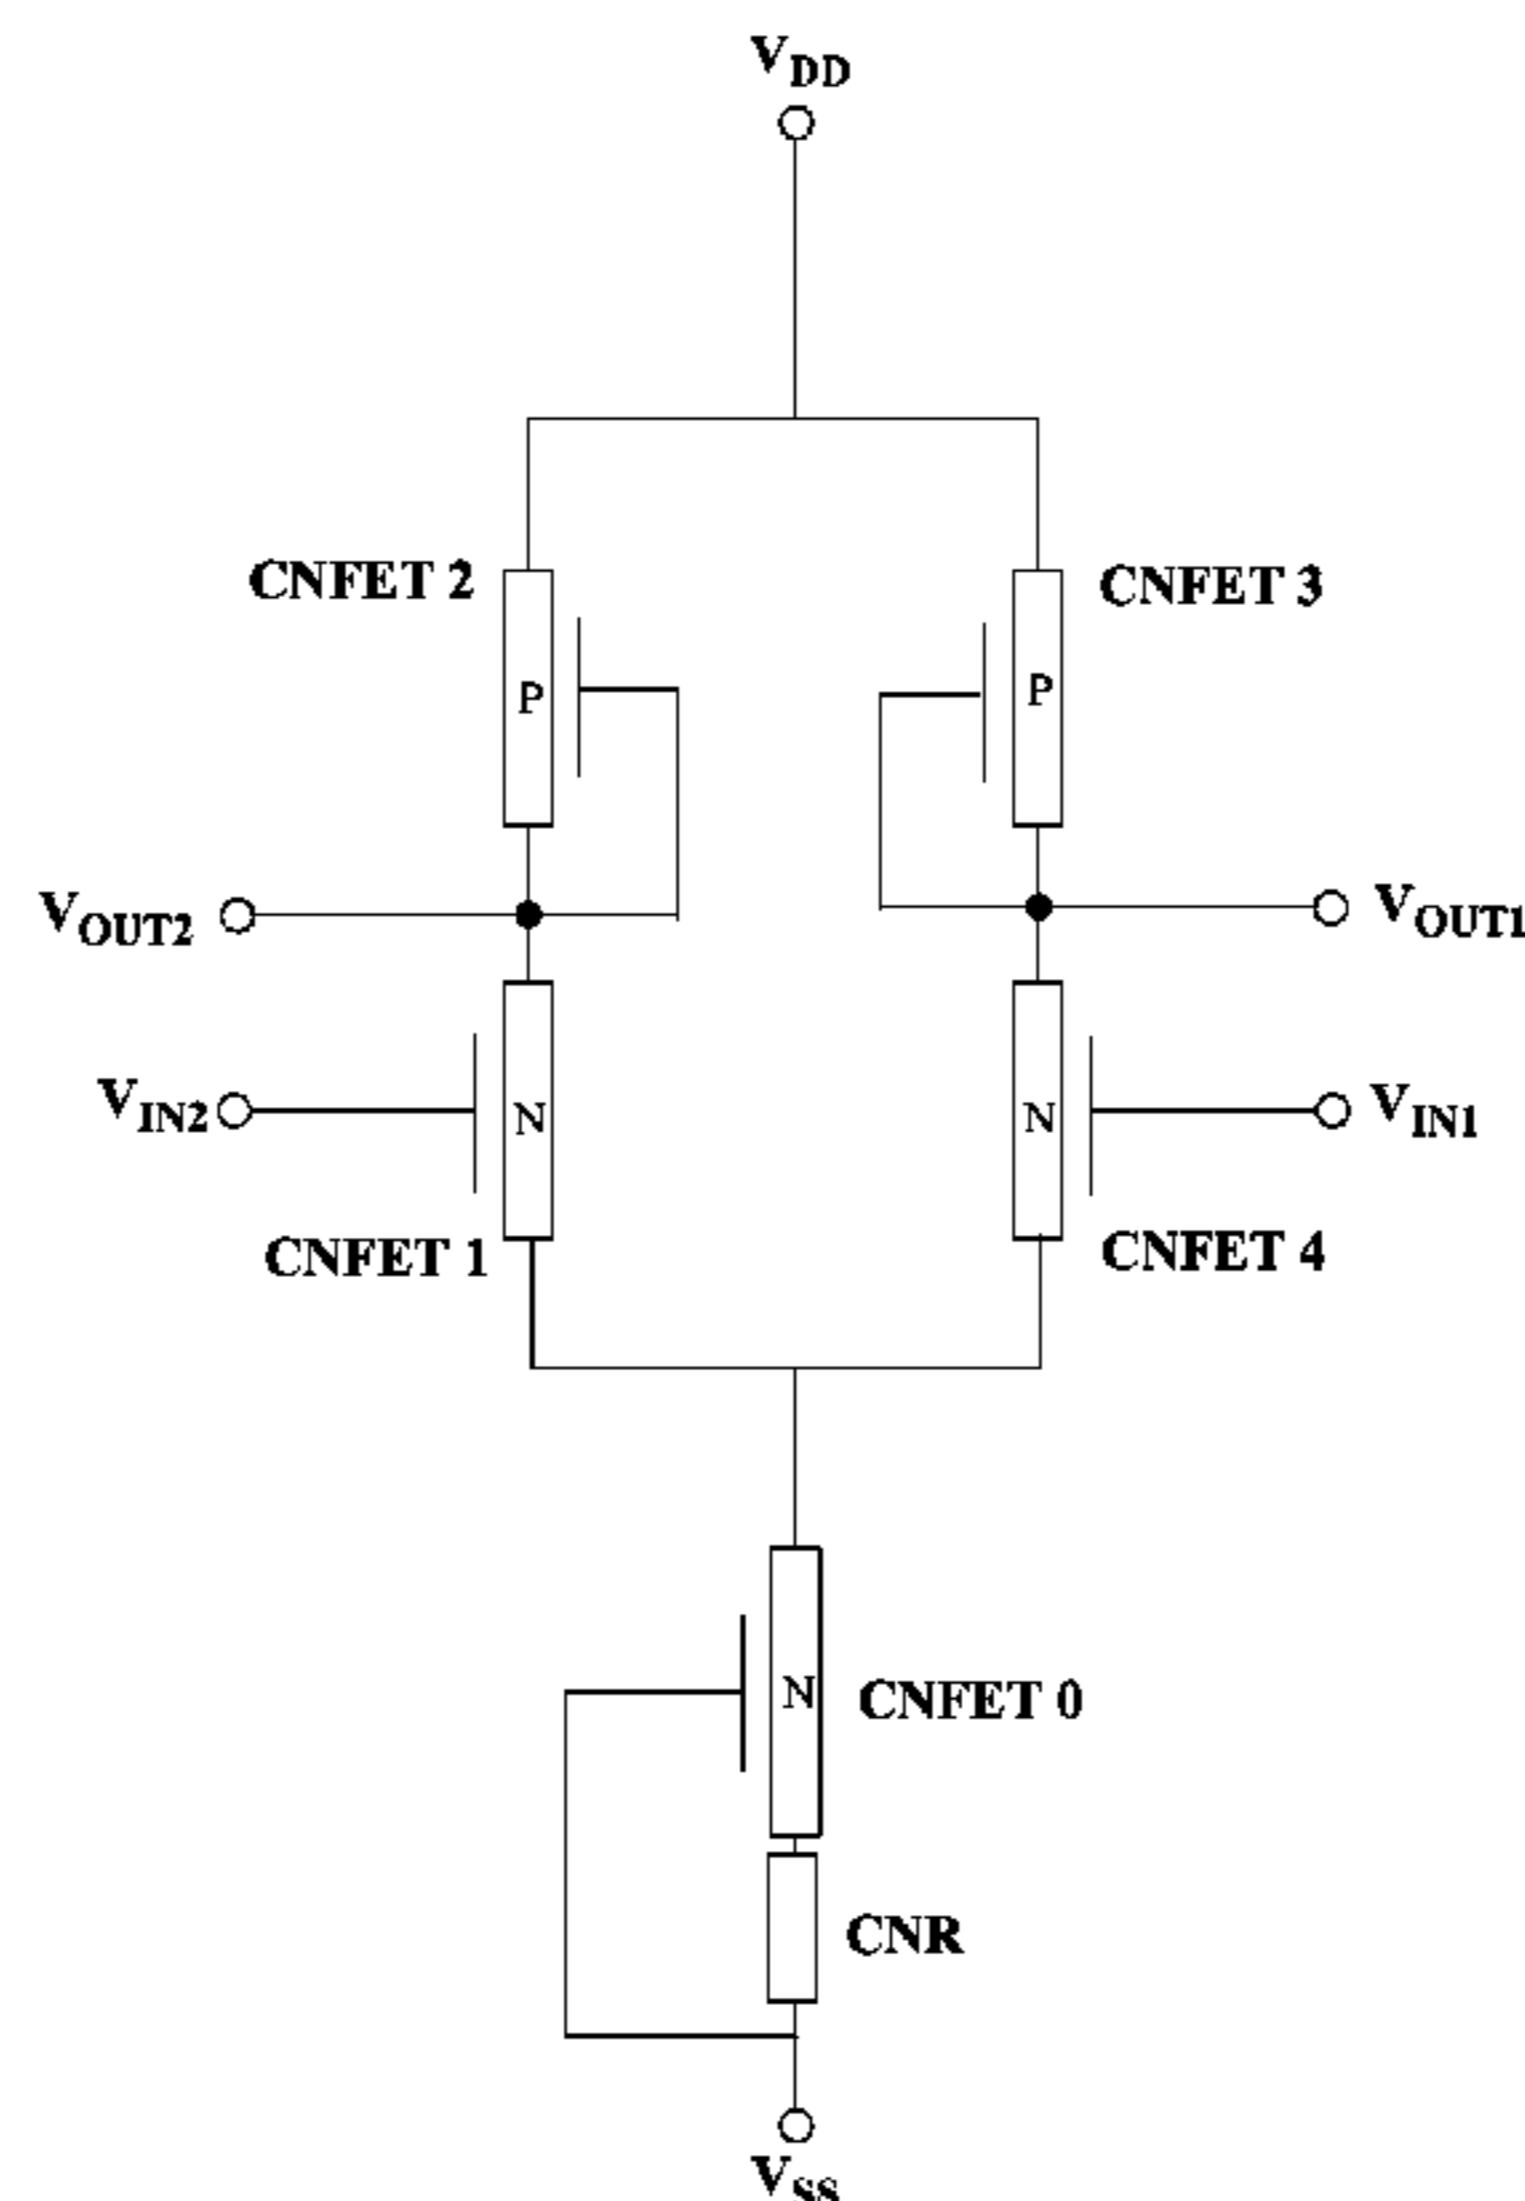 VDD
CNFET 2
CNFET 3
P
P
VOUT2
VOUT1
VIN2
N
N
VIN1
CNFET 1
CNFET 4
N
CNFET 0
CNR
VSS